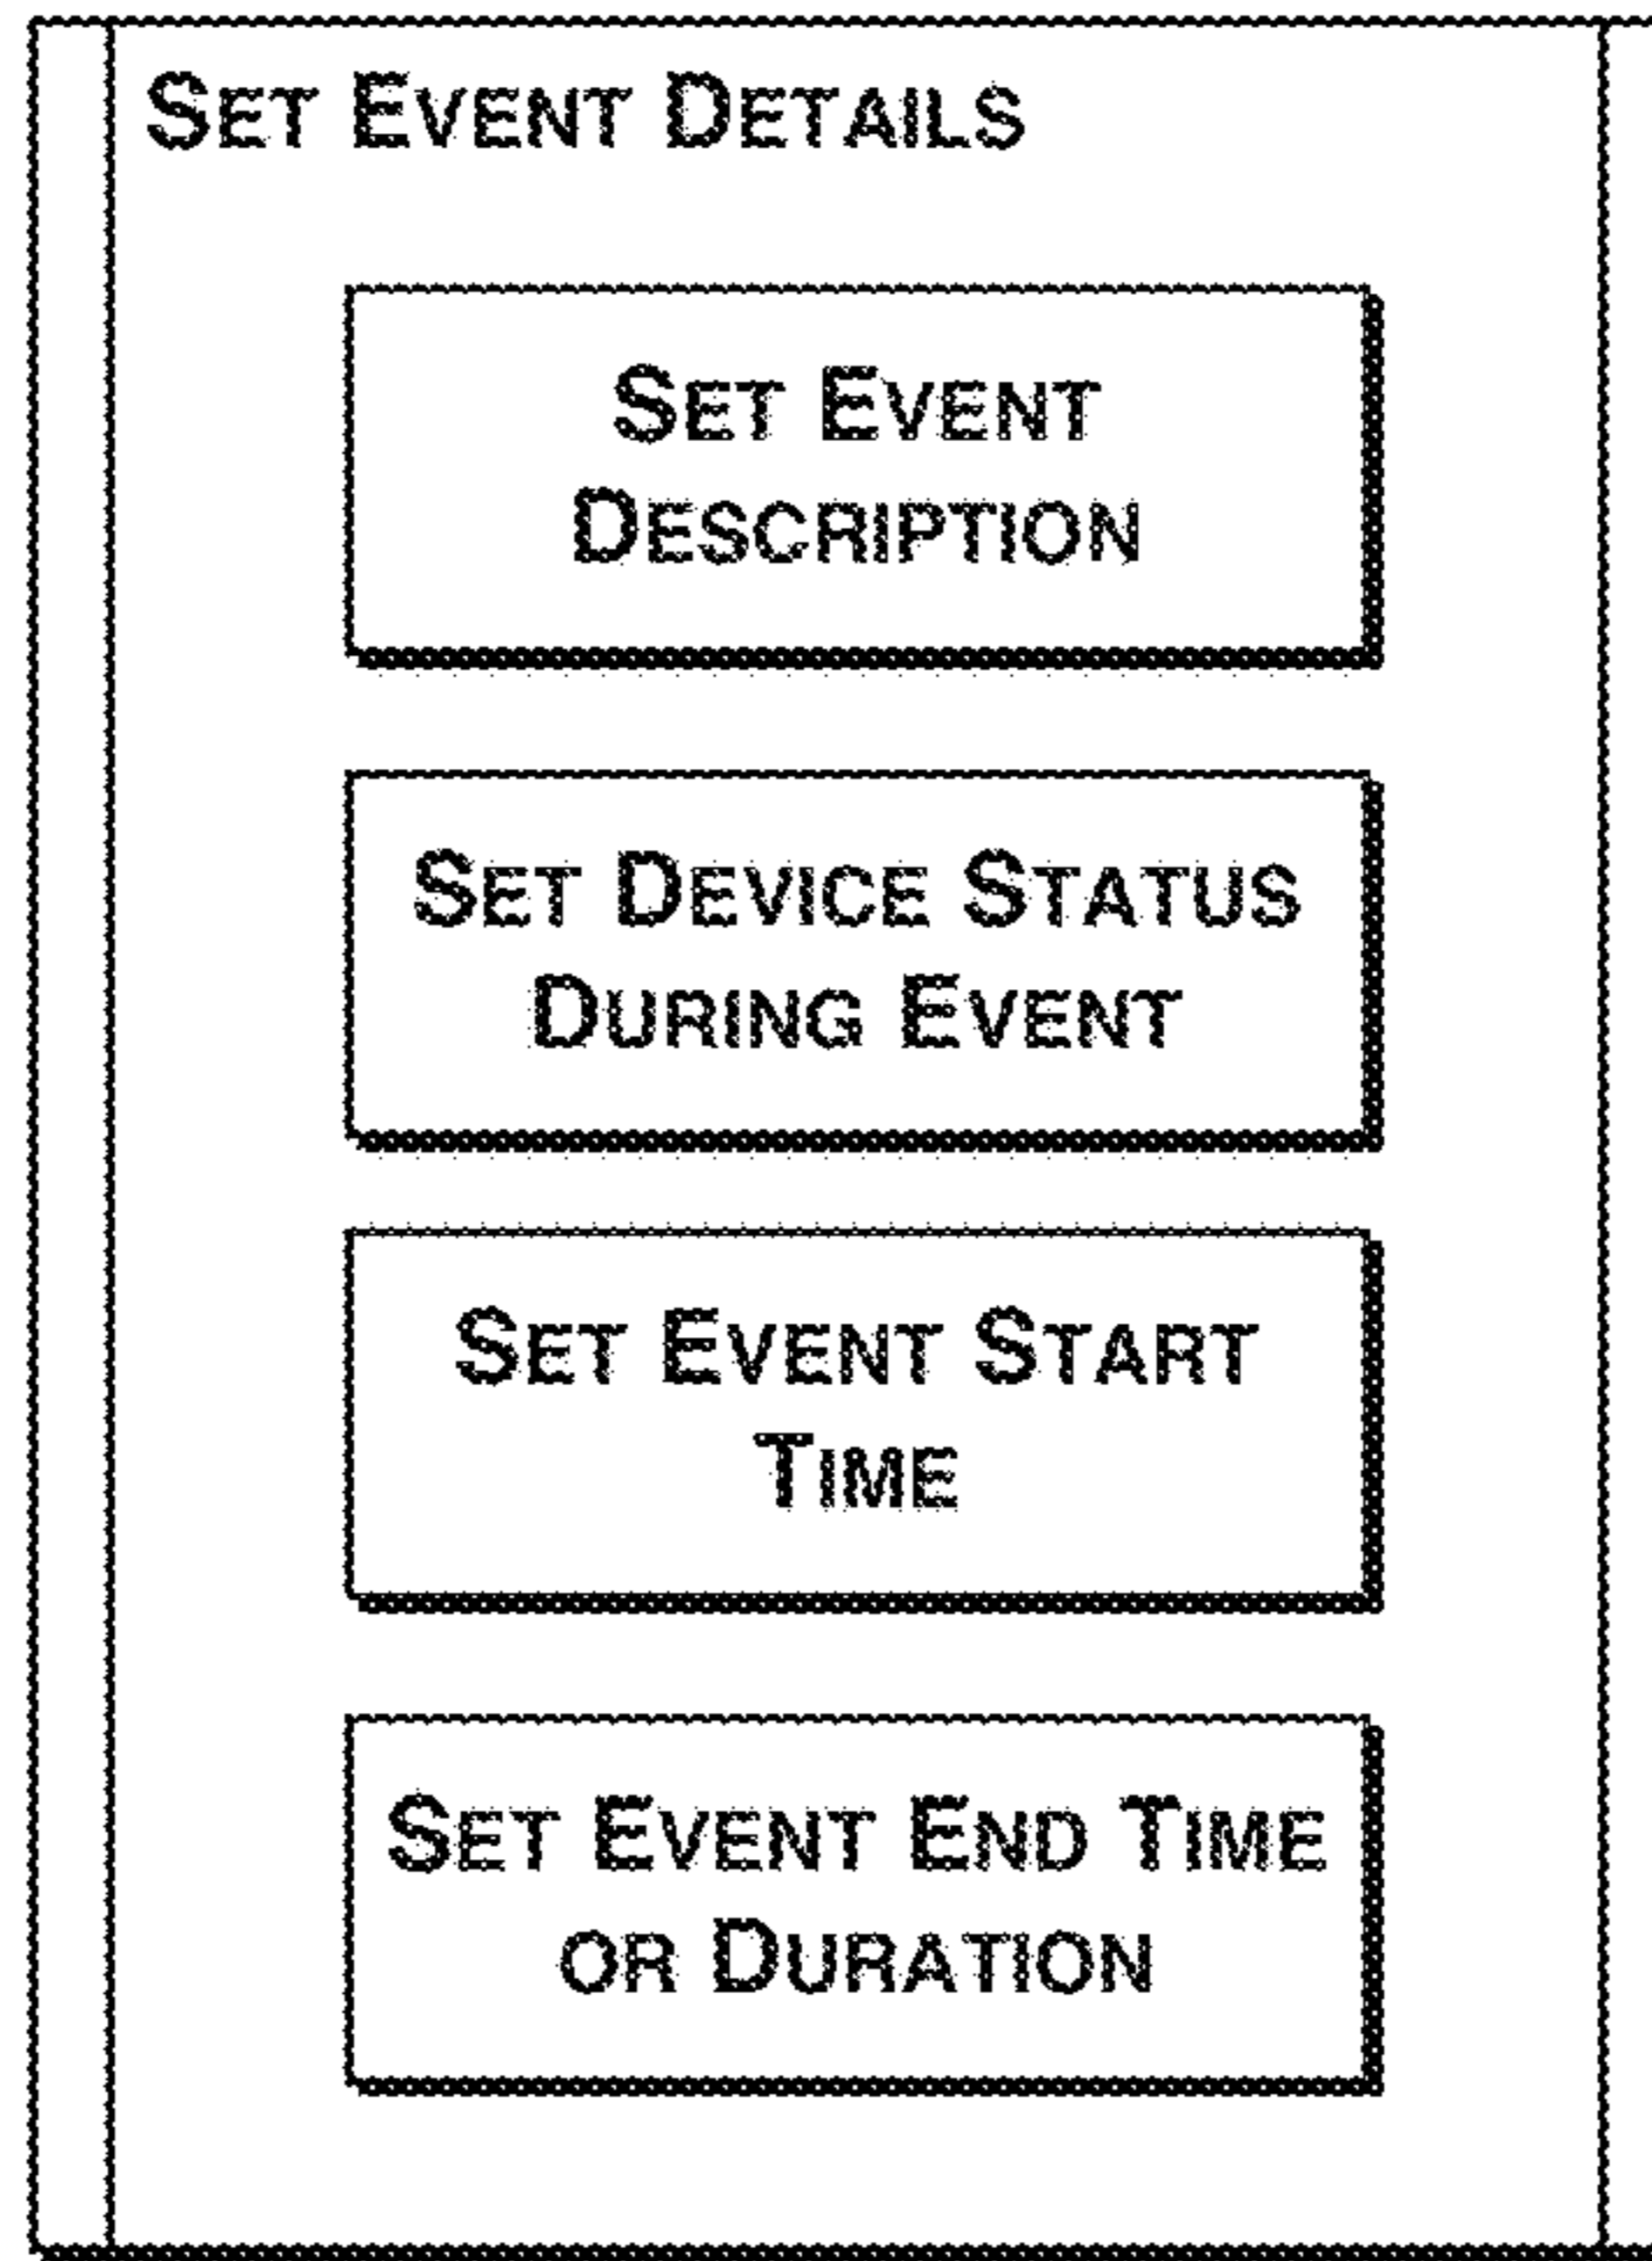 SET EVENT DETAILS
SET EVENT
DESCRIPTION
SET DEVICE STATUS
DURING EVENT
SET EVENT START
TIME
SET EVENT END TIME
OR DURATION